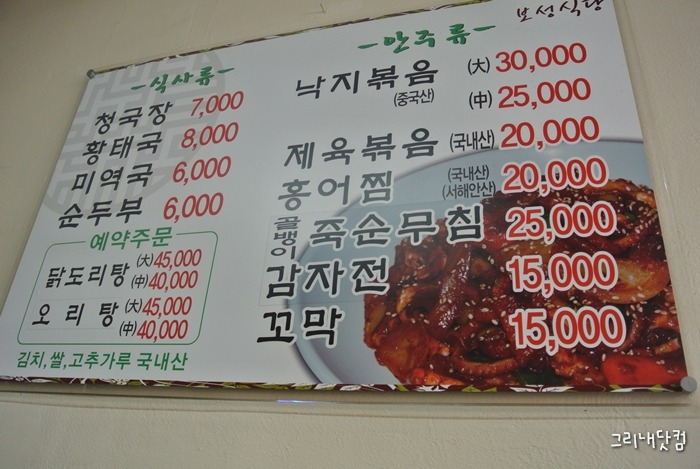 보성식당
-식사류-
청국장 7,000
황태국 8,000
미역국 6,000
순두부 6,000
예약주문
닭도리탕 (大) 45,000
(中) 40,000
오리탕 (大) 45,000
(中) 40,000
김치, 쌀, 고추가루 국내산
-안주류-
낙지볶음 (大) 30,000
(중국산) (中) 25,000
제육볶음 (국내산) 20,000
홍어찜 (국내산) (서해안산) 20,000
골뱅이 죽순무침 25,000
감자전 15,000
꼬막 15,000
그리내닷컴